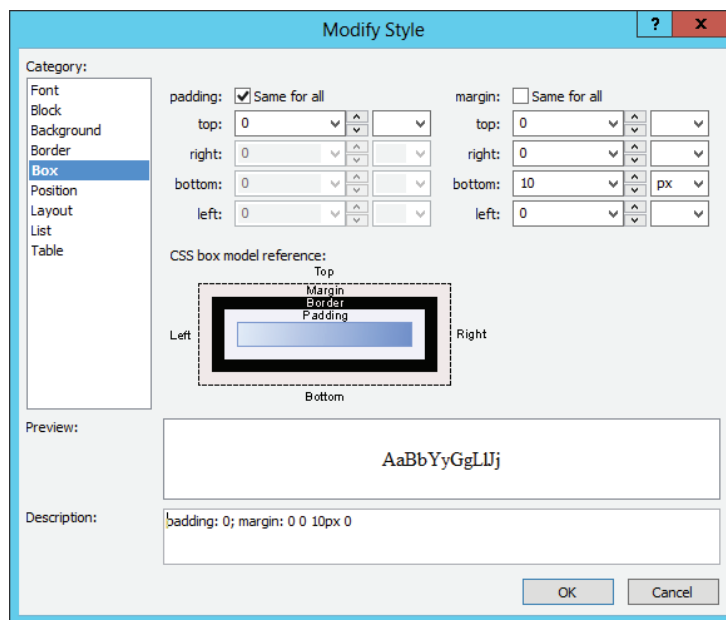 Modify Style
? x
Category:
Font
Block
Background
Border
Box
Position
Layout
List
Table
padding: Same for all
top: 0
right: 0
bottom: 0
left: 0
margin: Same for all
top: 0
right: 0
bottom: 10 px
left: 0
CSS box model reference:
Top
Margin
Border
Padding
Left
Right
Bottom
Preview:
AaBbYyGgLlJj
Description:
padding: 0; margin: 0 0 10px 0
OK Cancel